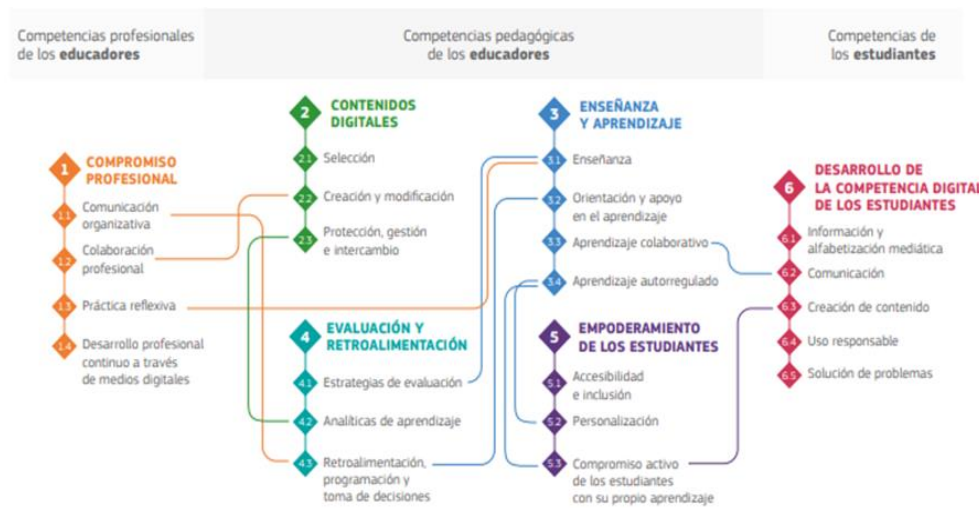 Competencias profesionales
de los educadores
Competencias pedagógicas
de los educadores
Competencias de
los estudiantes
1
COMPROMISO
PROFESIONAL
1.1
Comunicación
organizativa
1.2
Colaboración
profesional
1.3
Práctica reflexiva
1.4
Desarrollo profesional
continuo a través
de medios digitales
2
CONTENIDOS
DIGITALES
2.1
Selección
2.2
Creación y modificación
2.3
Protección, gestión
e intercambio
4
EVALUACIÓN Y
RETROALIMENTACIÓN
4.1
Estrategias de evaluación
4.2
Analíticas de aprendizaje
4.3
Retroalimentación,
programación y
toma de decisiones
3
ENSEÑANZA
Y APRENDIZAJE
3.1
Enseñanza
3.2
Orientación y apoyo
en el aprendizaje
3.3
Aprendizaje colaborativo
3.4
Aprendizaje autorregulado
5
EMPODERAMIENTO
DE LOS ESTUDIANTES
5.1
Accesibilidad
e inclusión
5.2
Personalización
5.3
Compromiso activo
de los estudiantes
con su propio aprendizaje
6
DESARROLLO DE
LA COMPETENCIA DIGITAL
DE LOS ESTUDIANTES
6.1
Información y
alfabetización mediática
6.2
Comunicación
6.3
Creación de contenido
6.4
Uso responsable
6.5
Solución de problemas